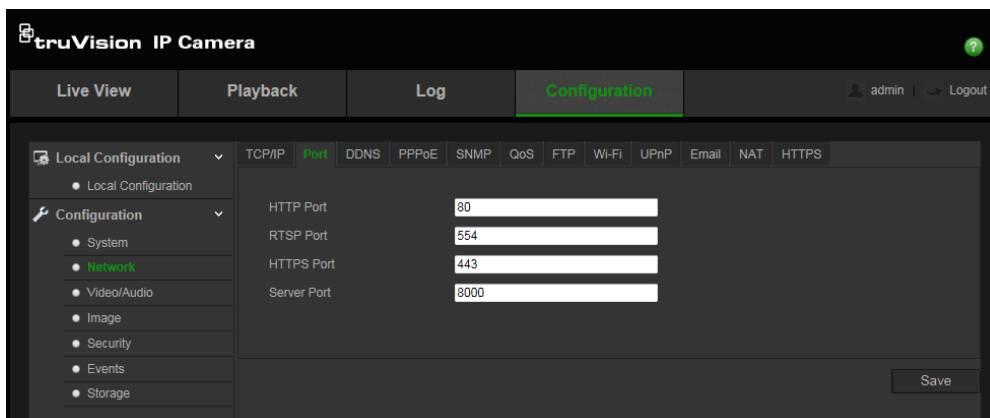 truVision IP Camera
?
Live View Playback Log Configuration admin | Logout
Local Configuration
Local Configuration
Configuration
System
Network
Video/Audio
Image
Security
Events
Storage
TCP/IP Port DDNS PPPoE SNMP QoS FTP Wi-Fi UPnP Email NAT HTTPS
HTTP Port 80
RTSP Port 554
HTTPS Port 443
Server Port 8000
Save